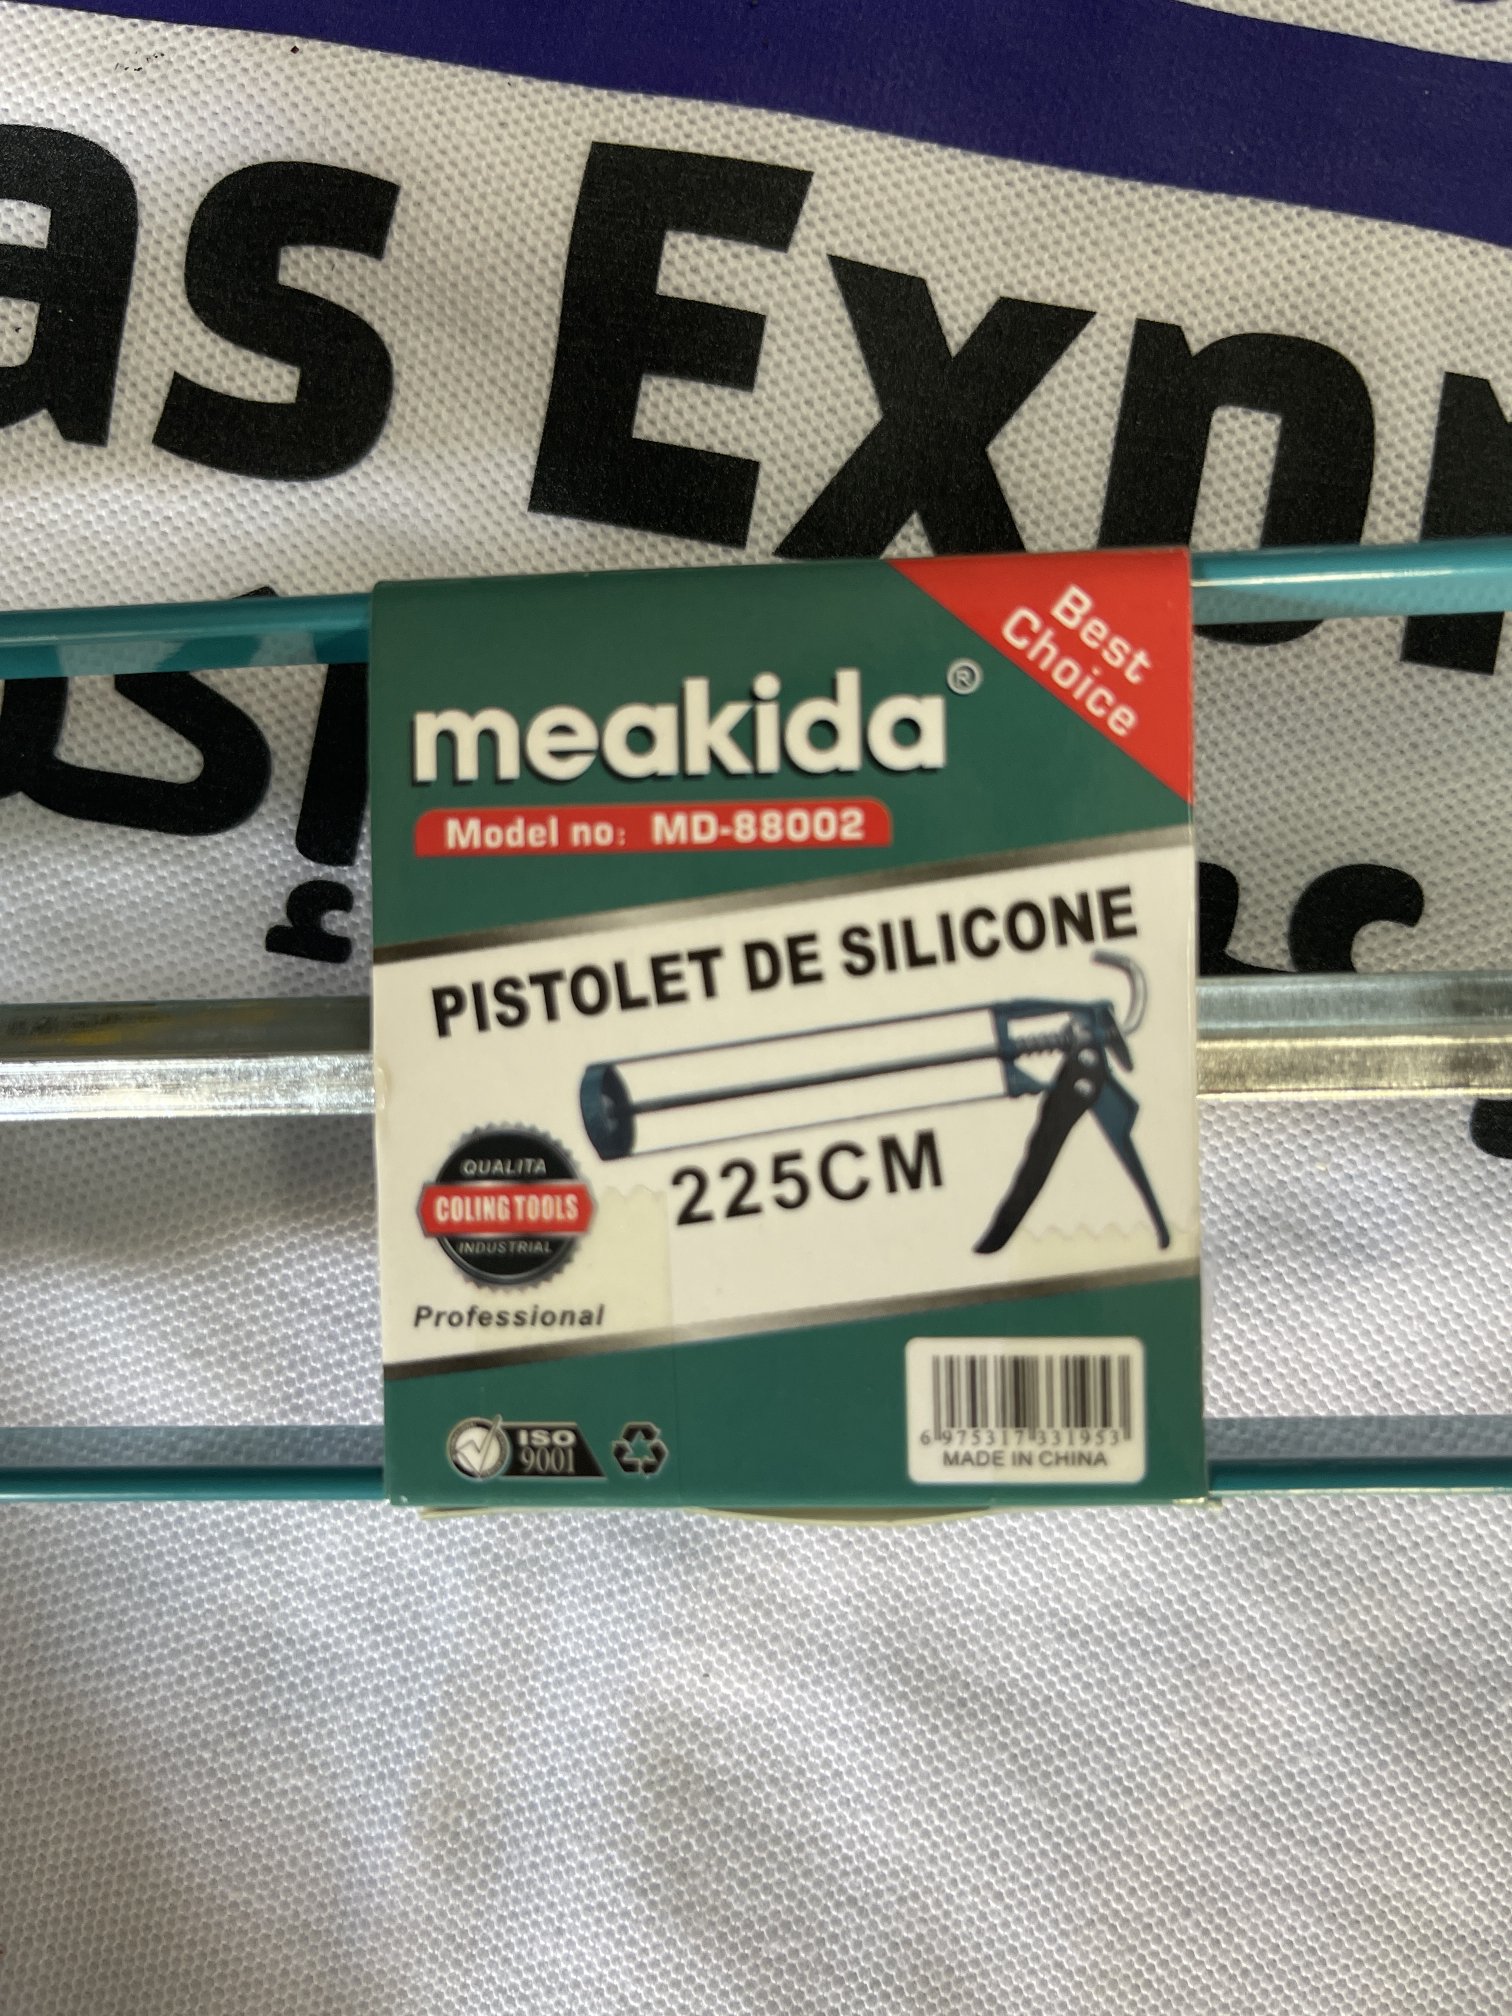 as Expor
meakida®
Best
Choice
Model no: MD-88002
PISTOLET DE SILICONE
225CM
QUALITA
COLING TOOLS
INDUSTRIAL
Professional
ISO
9001
6 975317 331953
MADE IN CHINA